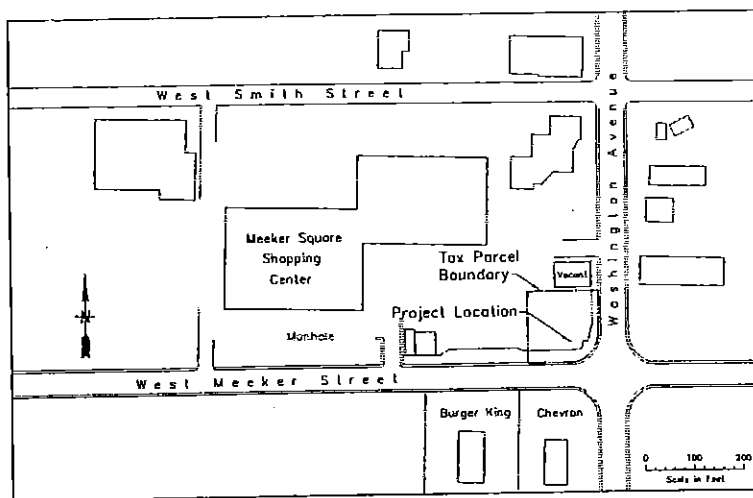 West Smith Street
Washington Avenue
Meeker Square
Shopping
Center
Tax Parcel
Boundary
Vacant
Project Location
Manhole
West Meeker Street
Burger King
Chevron
0 100 200
Scale in Feet